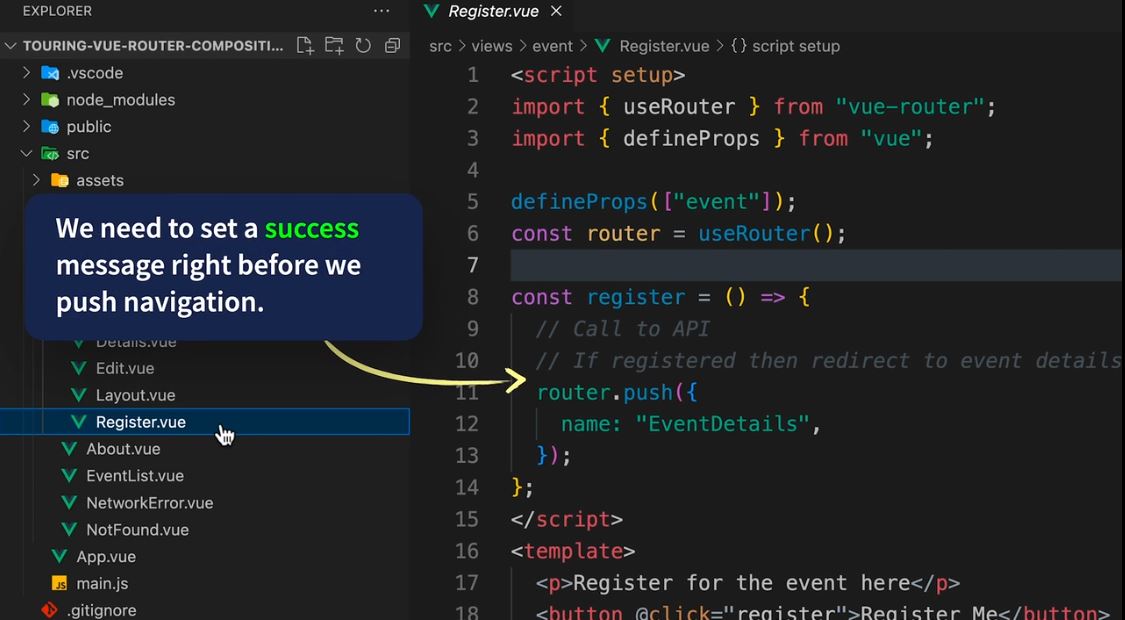 EXPLORER
TOURING-VUE-ROUTER-COMPOSITI...
.vscode
node_modules
public
src
assets
We need to set a success
message right before we
push navigation.
Details.vue
Edit.vue
Layout.vue
Register.vue
About.vue
EventList.vue
NetworkError.vue
NotFound.vue
App.vue
JS main.js
.gitignore
Register.vue
src > views > event > Register.vue > {} script setup
1 <script setup>
2 import { useRouter } from "vue-router";
3 import { defineProps } from "vue";
4
5 defineProps(["event"]);
6 const router = useRouter();
7
8 const register = () => {
9 // Call to API
10 // If registered then redirect to event details
11 router.push({
12 name: "EventDetails",
13 });
14 };
15 </script>
16 <template>
17 <p>Register for the event here</p>
18 <button @click="register">Register Me</button>